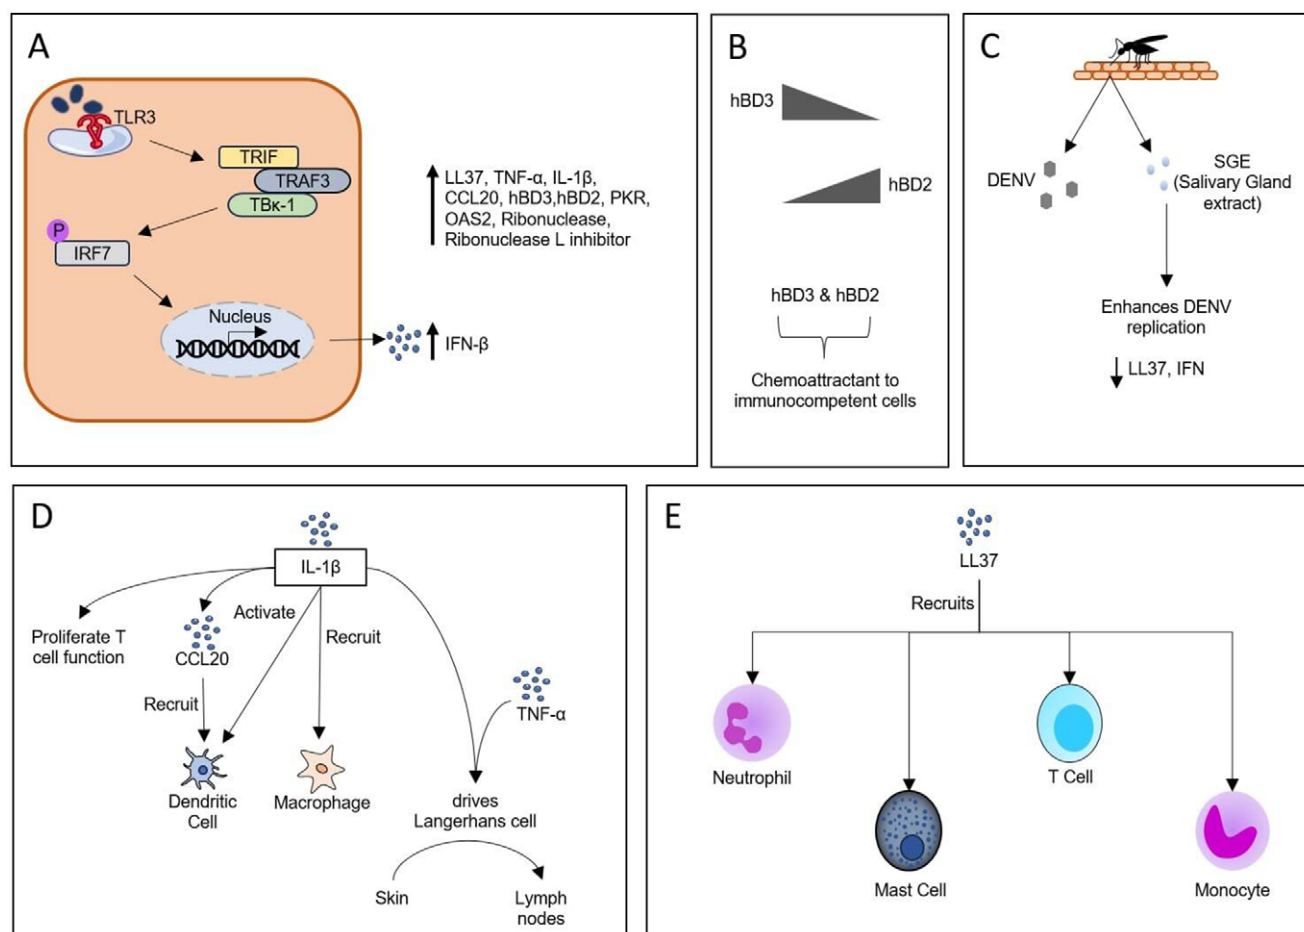 A
TLR3
TRIF
TRAF3
TBκ-1
P
IRF7
Nucleus
LL37, TNF-α, IL-1β,
CCL20, hBD3,hBD2, PKR,
OAS2, Ribonuclease,
Ribonuclease L inhibitor
IFN-β
B
hBD3
hBD2
hBD3 & hBD2
Chemoattractant to
immunocompetent cells
C
DENV
SGE
(Salivary Gland
extract)
Enhances DENV
replication
LL37, IFN
D
IL-1β
Activate
Recruit
Proliferate T
cell function
CCL20
Recruit
TNF-α
Dendritic
Cell
Macrophage
drives
Langerhans cell
Skin
Lymph
nodes
E
LL37
Recruits
Neutrophil
T Cell
Mast Cell
Monocyte